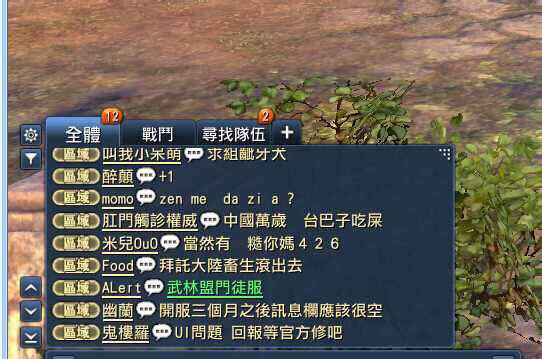 12
2
全體 戰鬥 尋找隊伍 +
區域 叫我小呆萌 求組齜牙犬
區域 醉顛 +1
區域 momo zen me da zi a ?
區域 肛門觸診權威 中國萬歲 台巴子吃屎
區域 米兒OuO 當然有 糙你媽４２６
區域 Food 拜託大陸畜生滾出去
區域 ALert 武林盟門徒服
區域 幽蘭 開服三個月之後訊息欄應該很空
區域 鬼樓羅 UI問題 回報等官方修吧